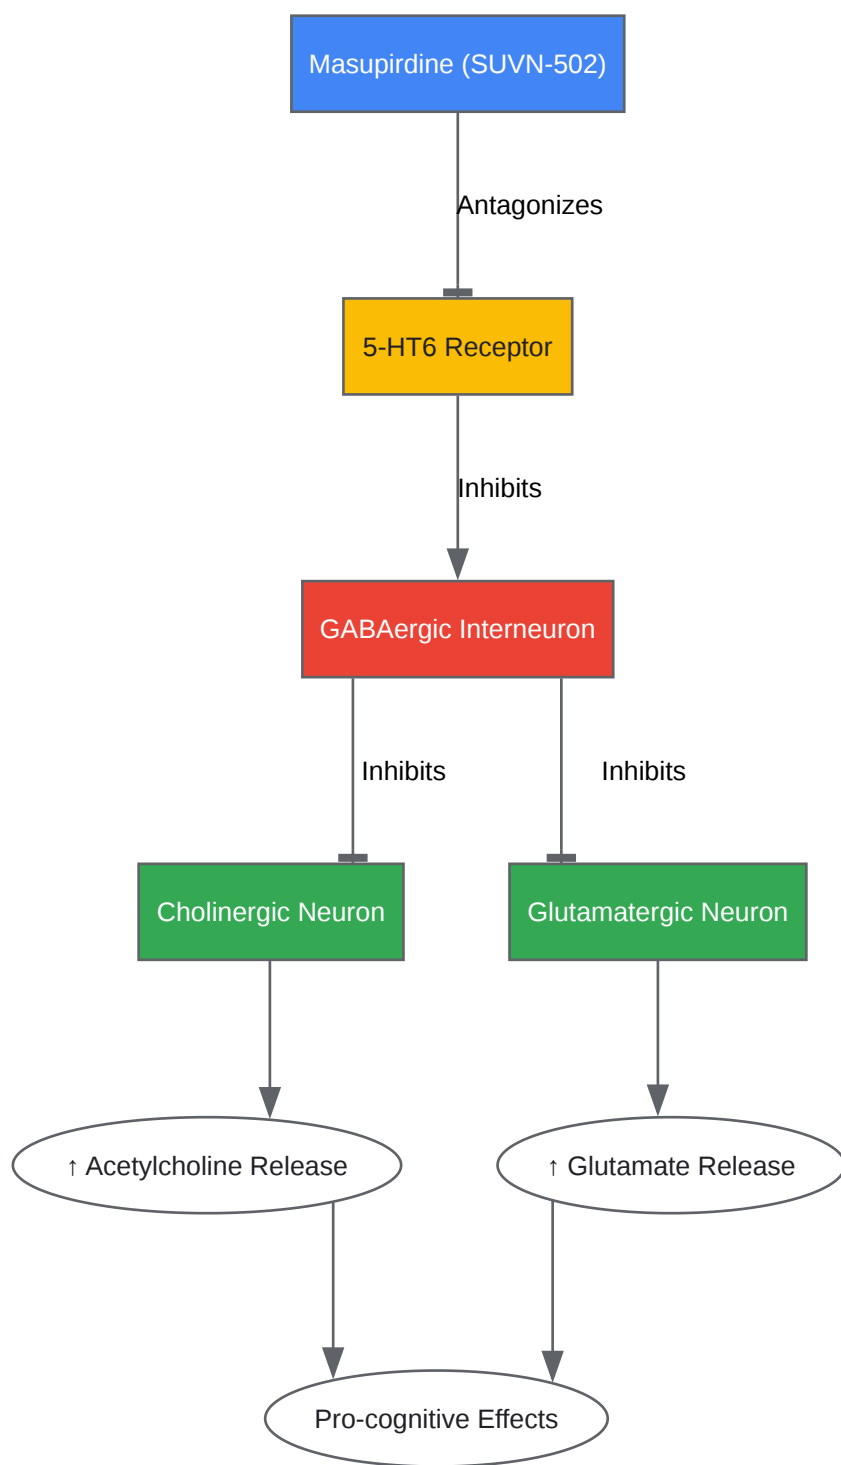 Masupirdine (SUVN-502)
Antagonizes
5-HT6 Receptor
Inhibits
GABAergic Interneuron
Inhibits
Inhibits
Cholinergic Neuron
Glutamatergic Neuron
↑ Acetylcholine Release
↑ Glutamate Release
Pro-cognitive Effects